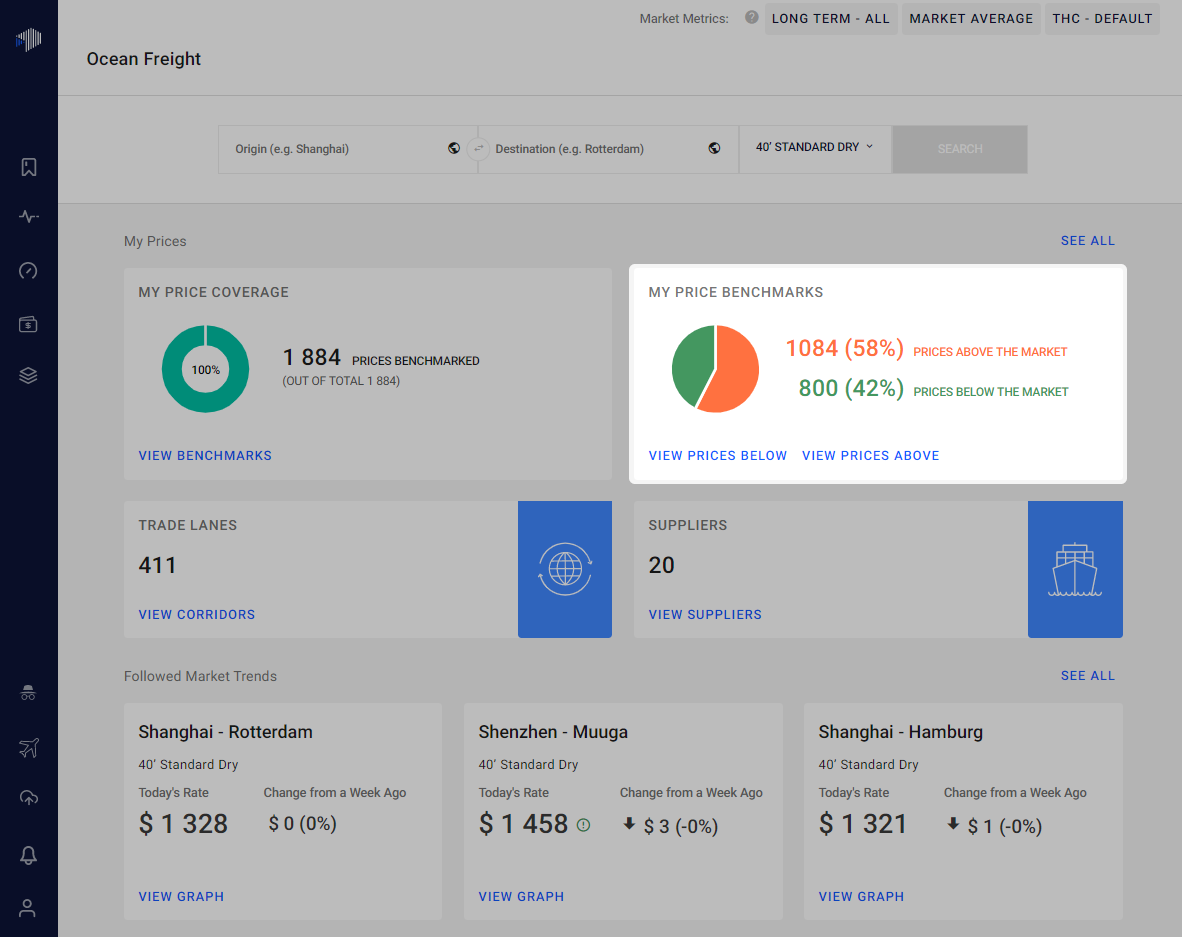 Market Metrics: ? LONG TERM - ALL MARKET AVERAGE THC - DEFAULT
Ocean Freight
Origin (e.g. Shanghai) Destination (e.g. Rotterdam) 40' STANDARD DRY SEARCH
My Prices SEE ALL
MY PRICE COVERAGE
100%
1 884 PRICES BENCHMARKED
(OUT OF TOTAL 1 884)
VIEW BENCHMARKS
MY PRICE BENCHMARKS
1084 (58%) PRICES ABOVE THE MARKET
800 (42%) PRICES BELOW THE MARKET
VIEW PRICES BELOW VIEW PRICES ABOVE
TRADE LANES
411
VIEW CORRIDORS
SUPPLIERS
20
VIEW SUPPLIERS
Followed Market Trends SEE ALL
Shanghai - Rotterdam
40' Standard Dry
Today's Rate Change from a Week Ago
$ 1 328 $ 0 (0%)
VIEW GRAPH
Shenzhen - Muuga
40' Standard Dry
Today's Rate Change from a Week Ago
$ 1 458 $ 3 (-0%)
VIEW GRAPH
Shanghai - Hamburg
40' Standard Dry
Today's Rate Change from a Week Ago
$ 1 321 $ 1 (-0%)
VIEW GRAPH